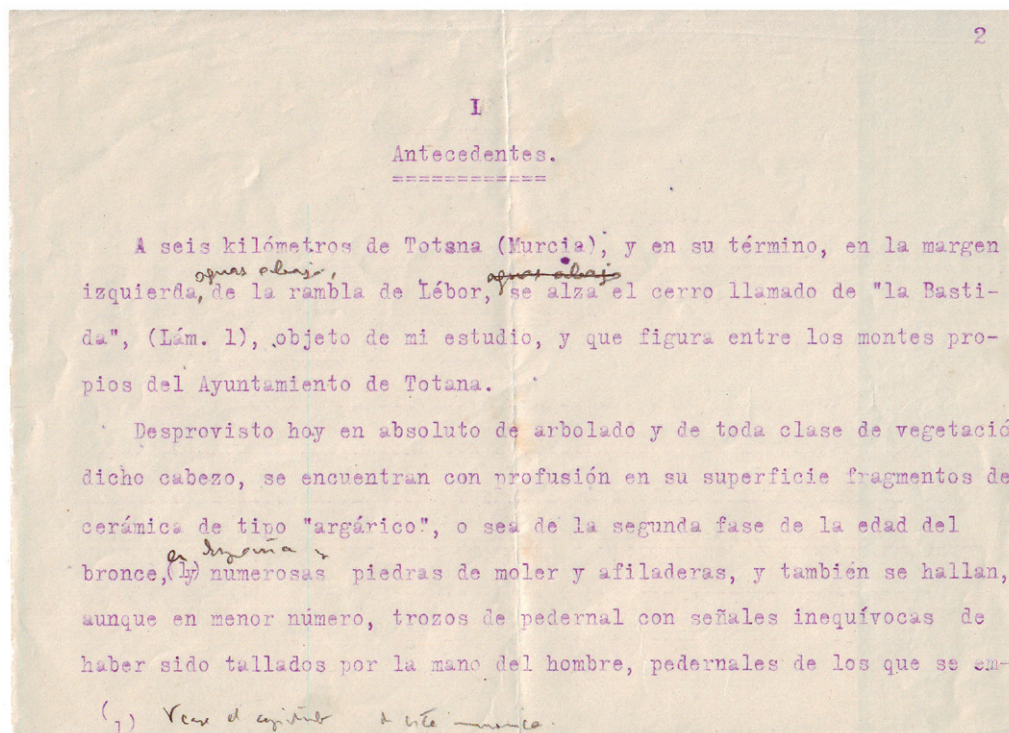 2
I
Antecedentes.
============
A seis kilómetros de Totana (Murcia), y en su término, en la margen
aguas abajo, aguas abajo
izquierda, de la rambla de Lébor, se alza el cerro llamado de "la Basti-
da", (Lám. 1), objeto de mi estudio, y que figura entre los montes pro-
pios del Ayuntamiento de Totana.
Desprovisto hoy en absoluto de arbolado y de toda clase de vegetació
dicho cabezo, se encuentran con profusión en su superficie fragmentos de
cerámica de tipo "argárico", o sea de la segunda fase de la edad del
en España
bronce, (1) numerosas piedras de moler y afiladeras, y también se hallan,
aunque en menor número, trozos de pedernal con señales inequívocas de
haber sido tallados por la mano del hombre, pedernales de los que se em-
(1) Vease el capitulo de esta memoria.